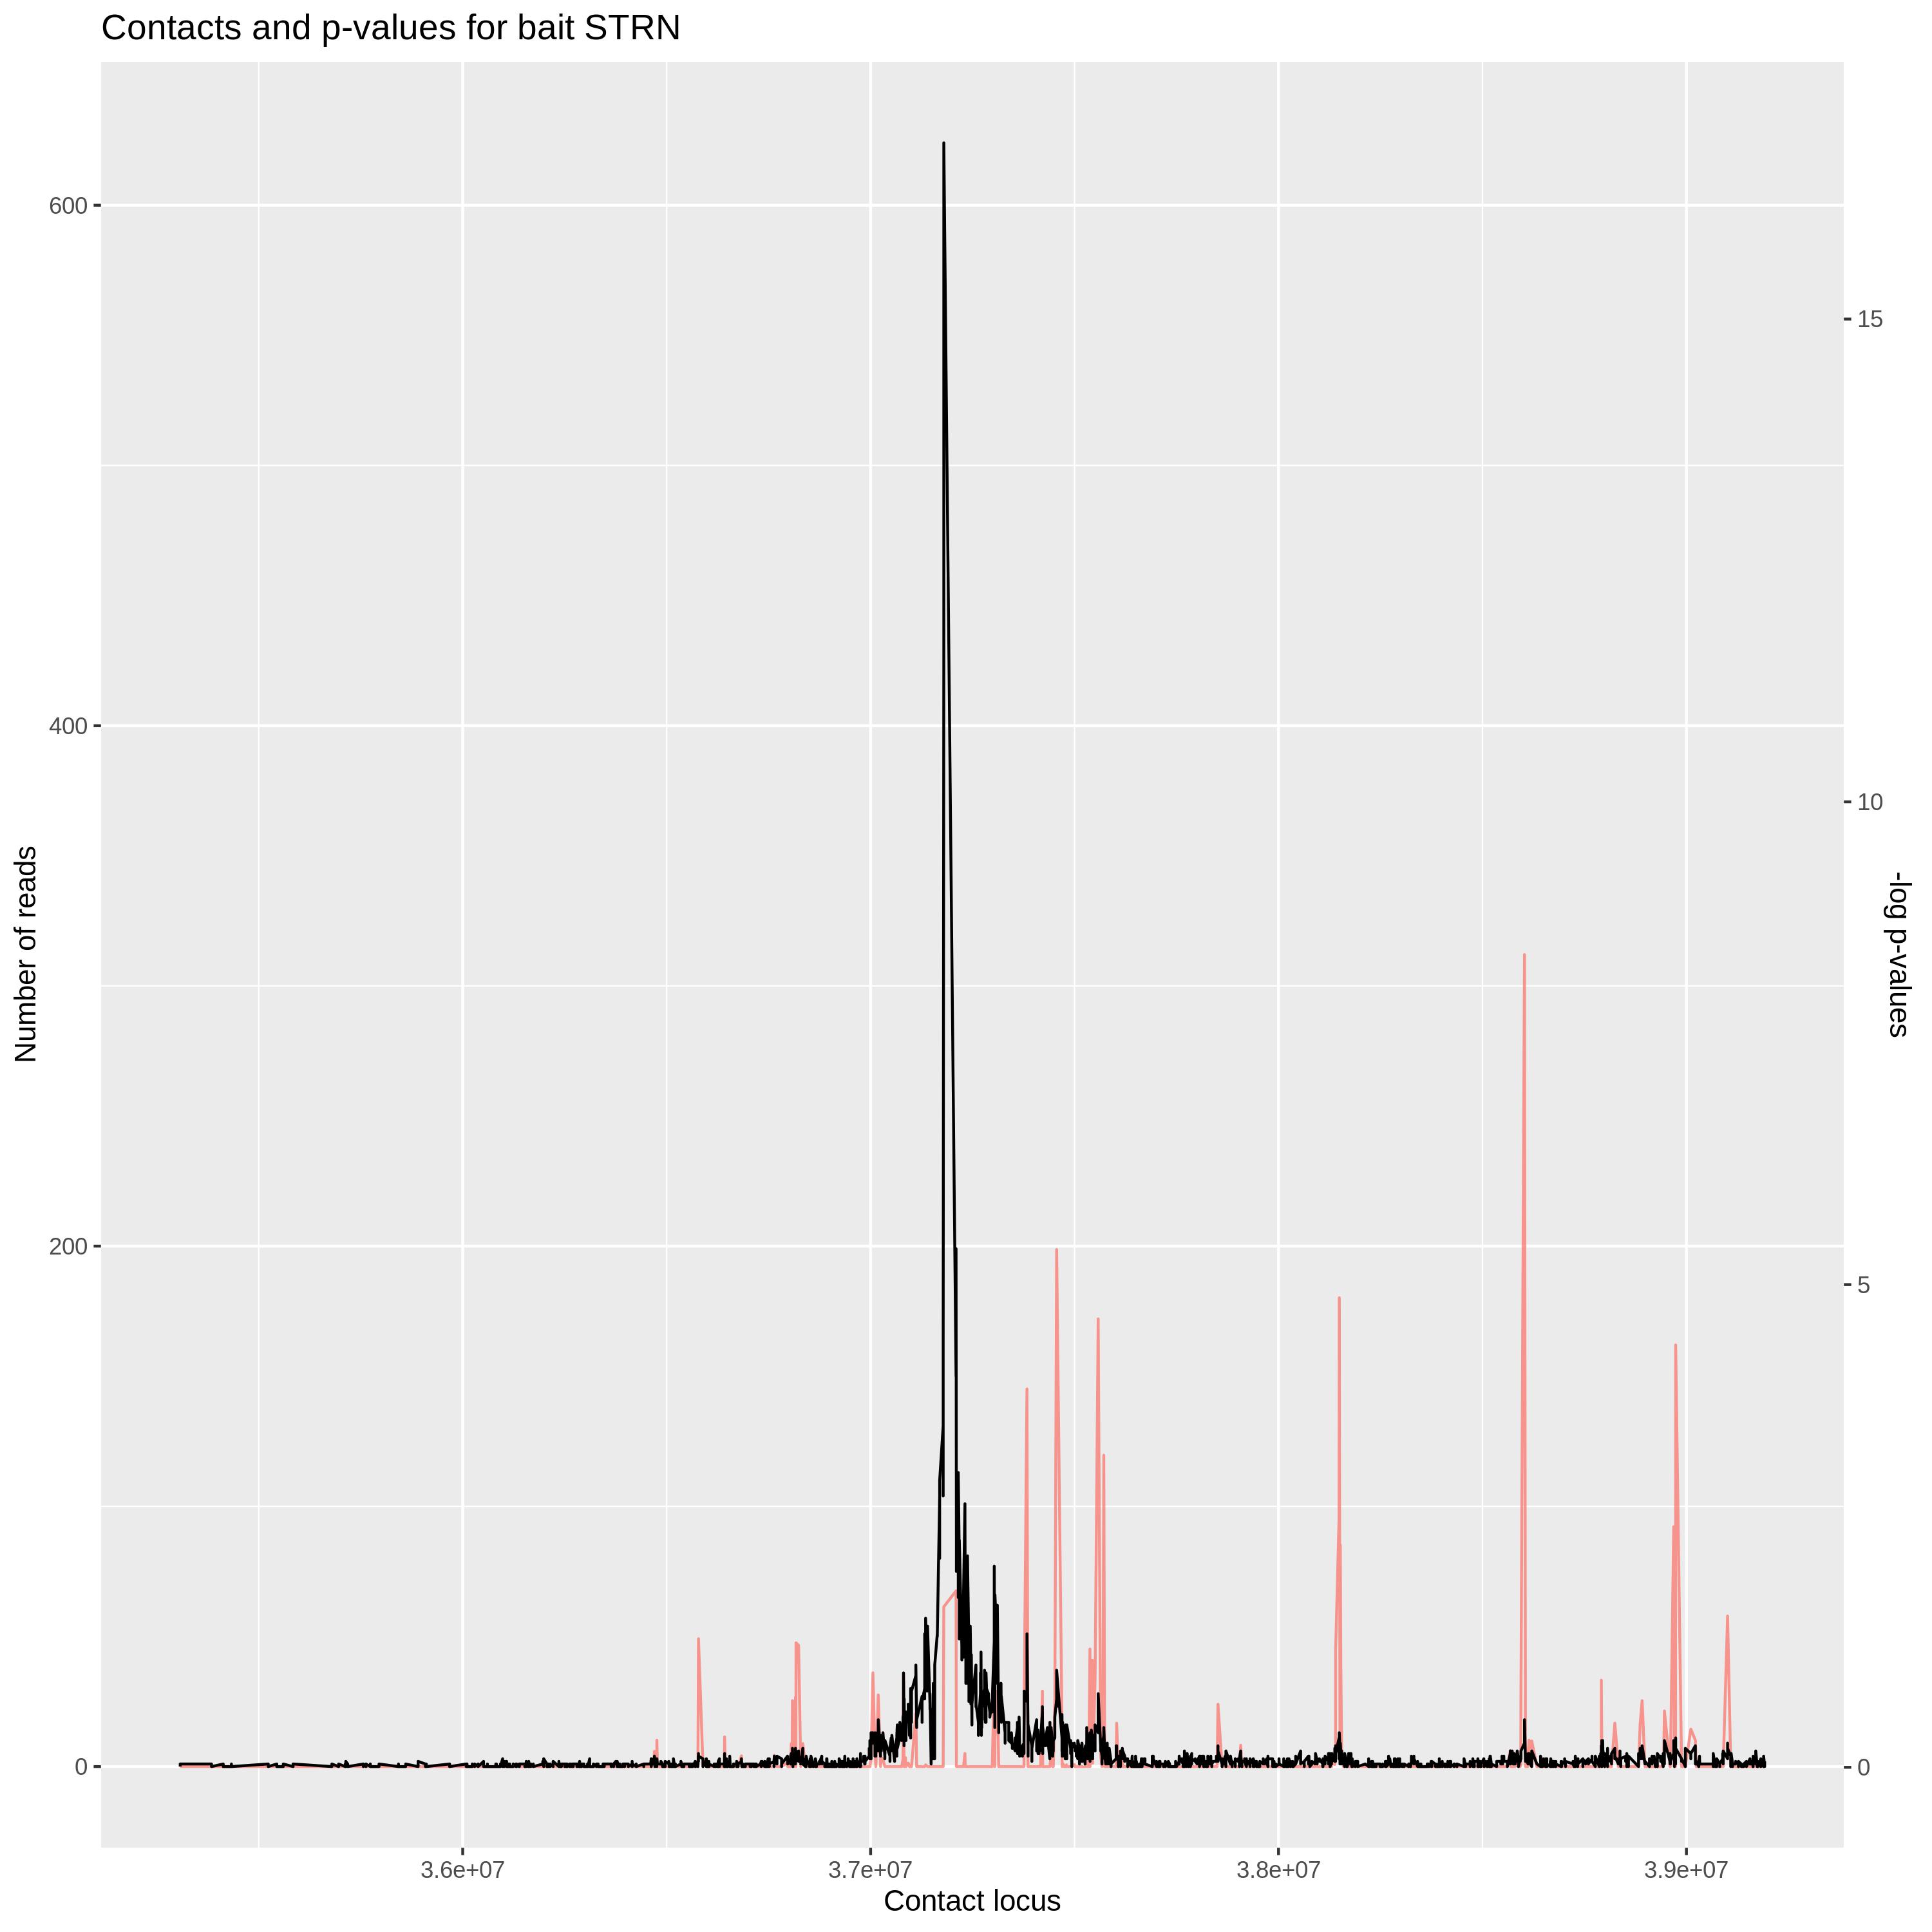 Contacts and p-values for bait STRN
600
400
200
0
Number of reads
15
10
5
0
-log p-values
3.6e+07
3.7e+07
3.8e+07
3.9e+07
Contact locus